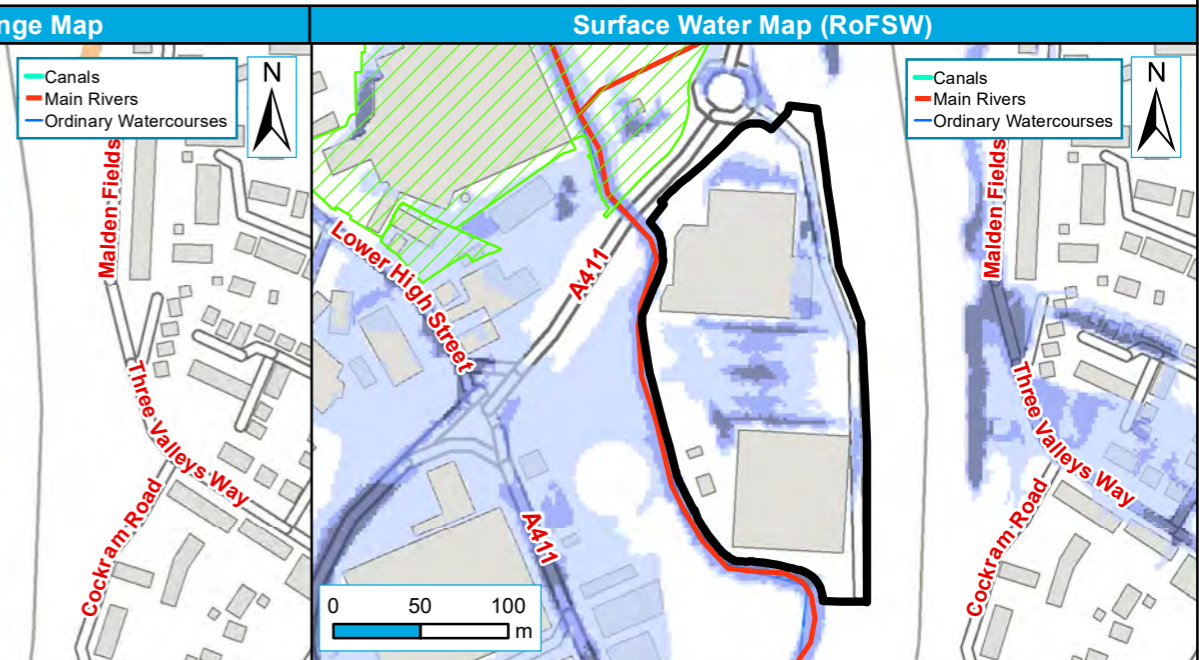 nge Map
Surface Water Map (RoFSW)
Canals
Main Rivers
Ordinary Watercourses
N
Malden Fields
Three Valleys Way
Cockram Road
Lower High Street
A411
A411
0 50 100
m
Canals
Main Rivers
Ordinary Watercourses
N
Malden Fields
Three Valleys Way
Cockram Road